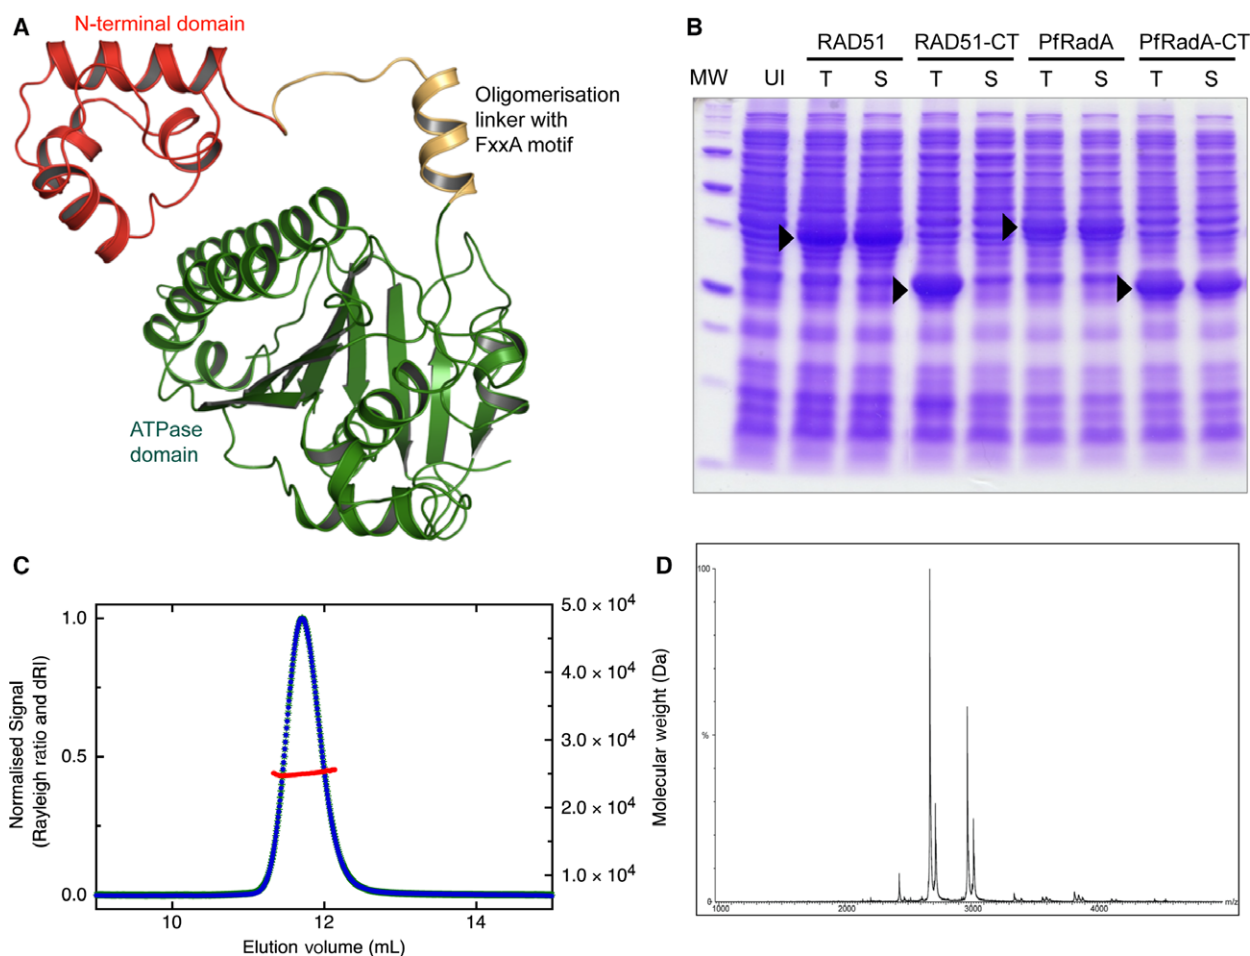 A
N-terminal domain
Oligomerisation
linker with
FxxA motif
ATPase
domain
B
RAD51 RAD51-CT PfRadA PfRadA-CT
MW UI T S T S T S T S
C
Normalised Signal
(Rayleigh ratio and dRI)
1.0
0.5
0.0
10 12 14
Elution volume (mL)
5.0 × 10⁴
4.0 × 10⁴
3.0 × 10⁴
2.0 × 10⁴
1.0 × 10⁴
Molecular weight (Da)
D
100
%
0
1000 2000 3000 4000 m/z